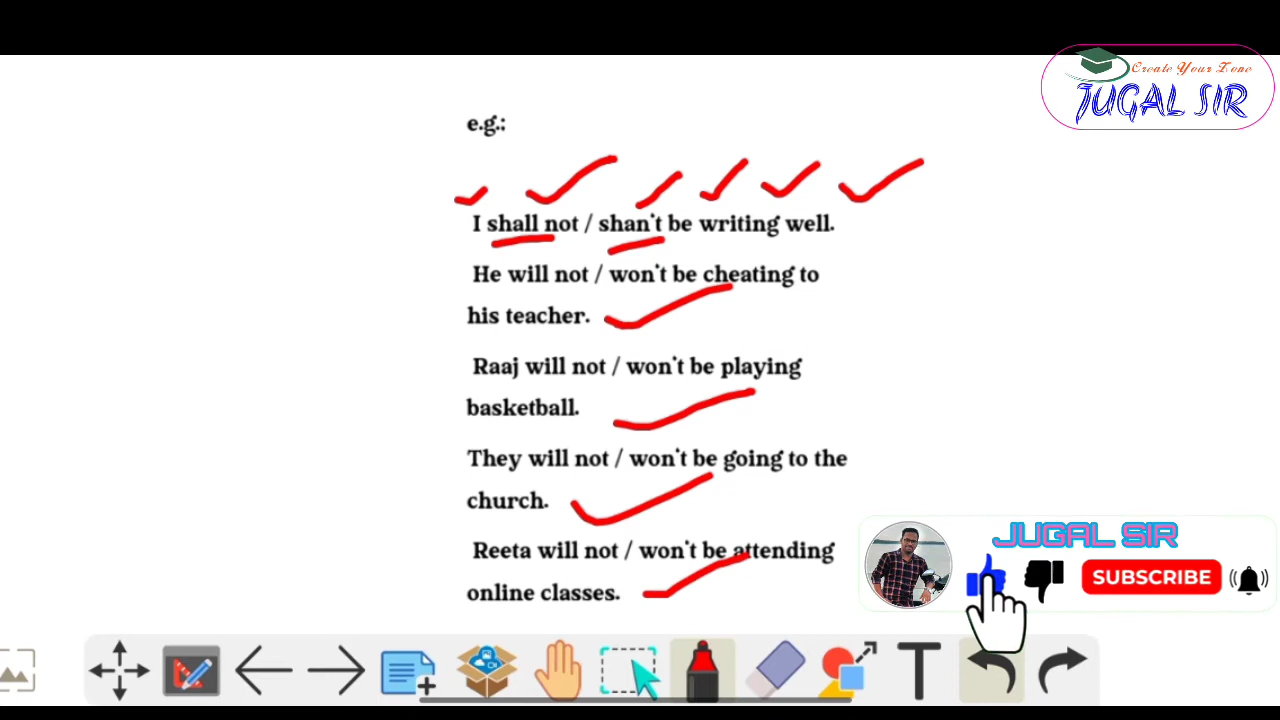 Create Your Zone
JUGAL SIR
e.g.:
I shall not / shan't be writing well.
He will not / won't be cheating to
his teacher.
Raaj will not / won't be playing
basketball.
They will not / won't be going to the
church.
Reeta will not / won't be attending
online classes.
JUGAL SIR
SUBSCRIBE
T